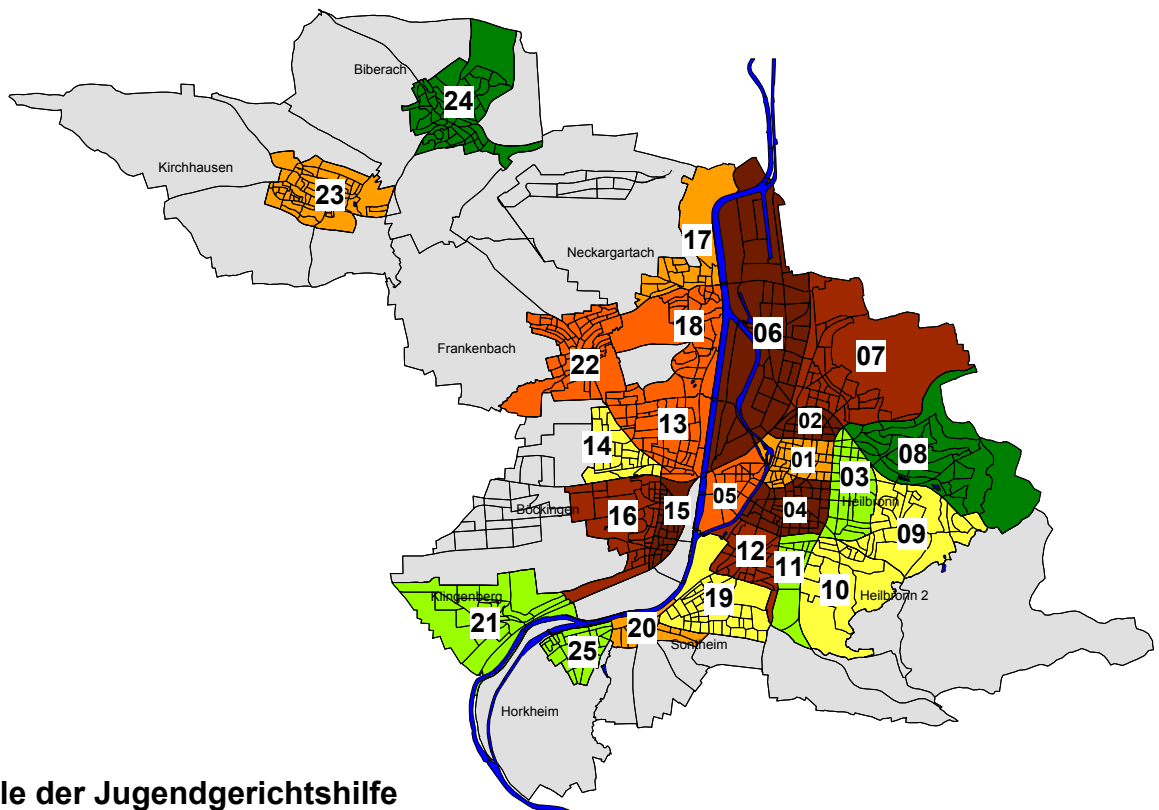 Biberach
24
Kirchhausen
23
17
Neckargartach
18
06
Frankenbach
22
07
02
13
14
01
08
03
05
Heilbronn
04
Böckingen
16
15
09
12
11
10
Heilbronn 2
Klingenberg
19
21
20
Sontheim
25
Horkheim
le der Jugendgerichtshilfe